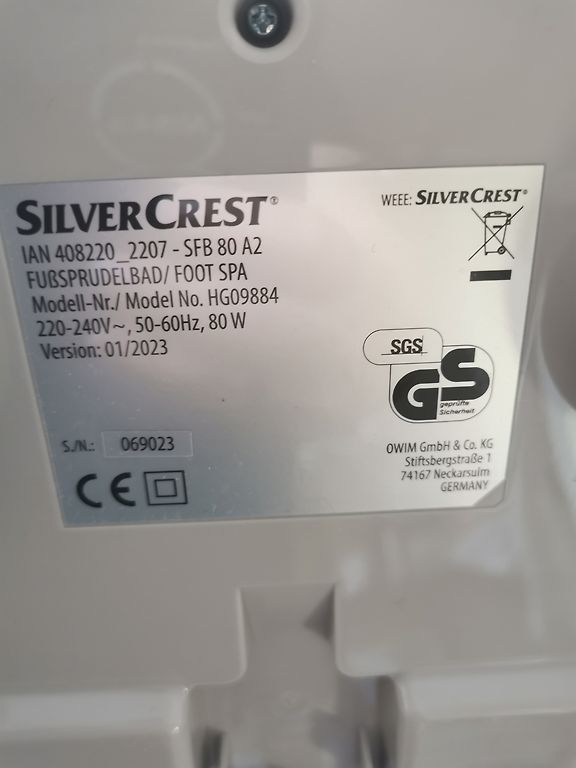 SILVERCREST®
IAN 408220_2207 - SFB 80 A2
FUßSPRUDELBAD/ FOOT SPA
Modell-Nr./ Model No. HG09884
220-240V~, 50-60Hz, 80 W
Version: 01/2023
S./N.: 069023
CE
WEEE: SILVERCREST®
SGS
GS
geprüfte
Sicherheit
OWIM GmbH & Co. KG
Stiftsbergstraße 1
74167 Neckarsulm
GERMANY